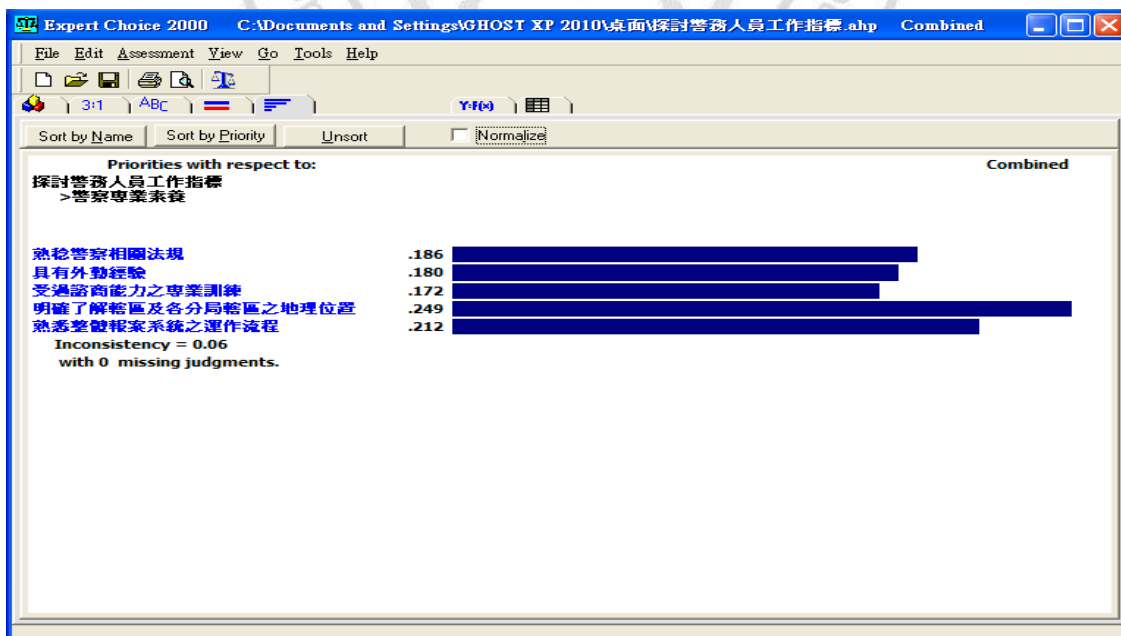 Expert Choice 2000 C:\Documents and Settings\GHOST XP 2010\桌面\探討警務人員工作指標.ahp Combined
File Edit Assessment View Go Tools Help
3:1 ABC Y=F(x)
Sort by Name Sort by Priority Unsort Normalize
Priorities with respect to: Combined
探討警務人員工作指標
>警察專業素養
熟稔警察相關法規 .186
具有外勤經驗 .180
受過諮商能力之專業訓練 .172
明確了解轄區及各分局轄區之地理位置 .249
熟悉整體報案系統之運作流程 .212
Inconsistency = 0.06
with 0 missing judgments.